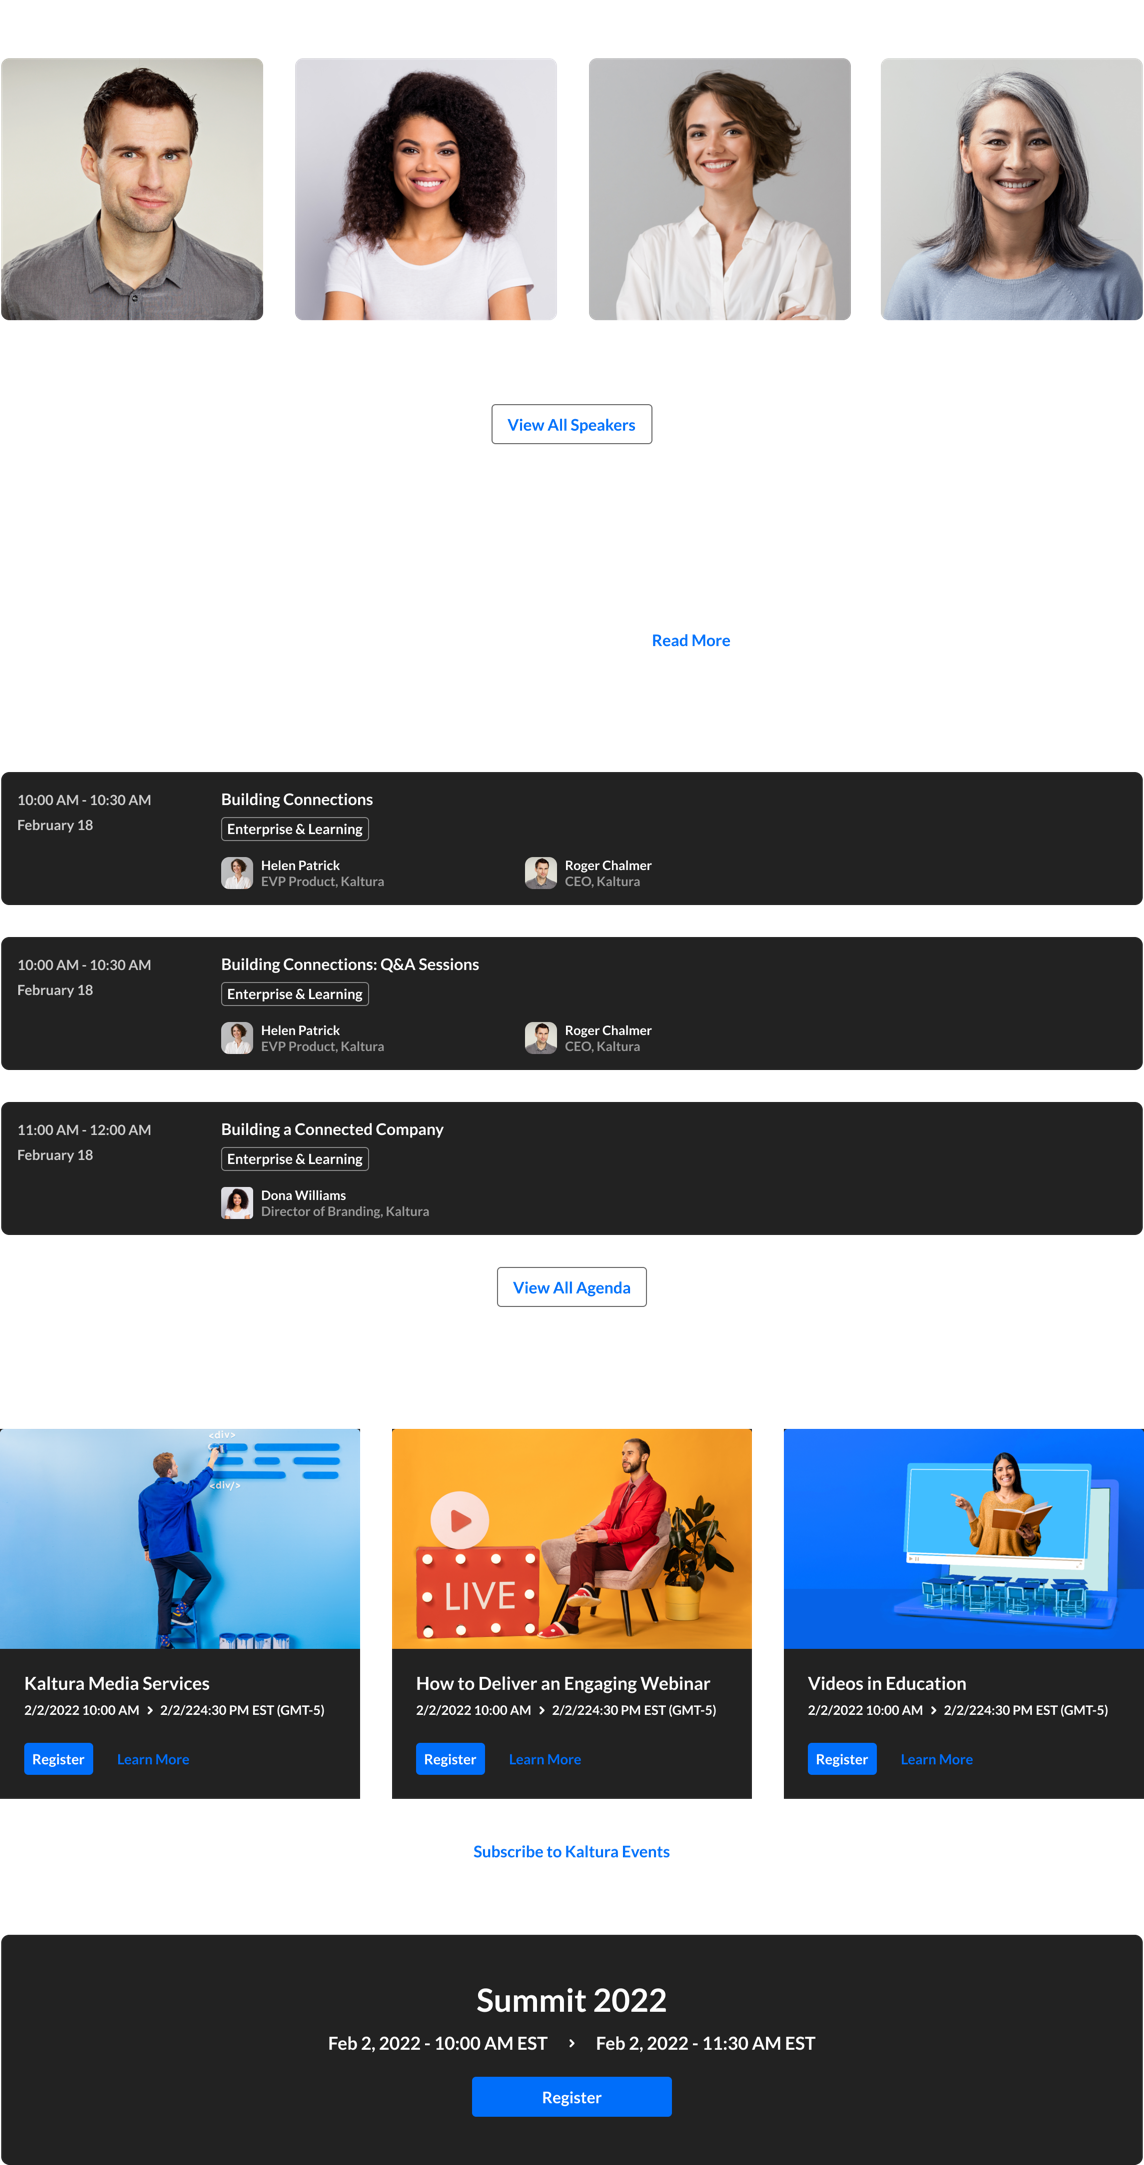 View All Speakers
Read More
10:00 AM - 10:30 AM
February 18
Building Connections
Enterprise & Learning
Helen Patrick
EVP Product, Kaltura
Roger Chalmer
CEO, Kaltura
10:00 AM - 10:30 AM
February 18
Building Connections: Q&A Sessions
Enterprise & Learning
Helen Patrick
EVP Product, Kaltura
Roger Chalmer
CEO, Kaltura
11:00 AM - 12:00 AM
February 18
Building a Connected Company
Enterprise & Learning
Dona Williams
Director of Branding, Kaltura
View All Agenda
<div>
<div/>
Kaltura Media Services
2/2/2022 10:00 AM > 2/2/224:30 PM EST (GMT-5)
Register Learn More
LIVE
How to Deliver an Engaging Webinar
2/2/2022 10:00 AM > 2/2/224:30 PM EST (GMT-5)
Register Learn More
Videos in Education
2/2/2022 10:00 AM > 2/2/224:30 PM EST (GMT-5)
Register Learn More
Subscribe to Kaltura Events
Summit 2022
Feb 2, 2022 - 10:00 AM EST > Feb 2, 2022 - 11:30 AM EST
Register